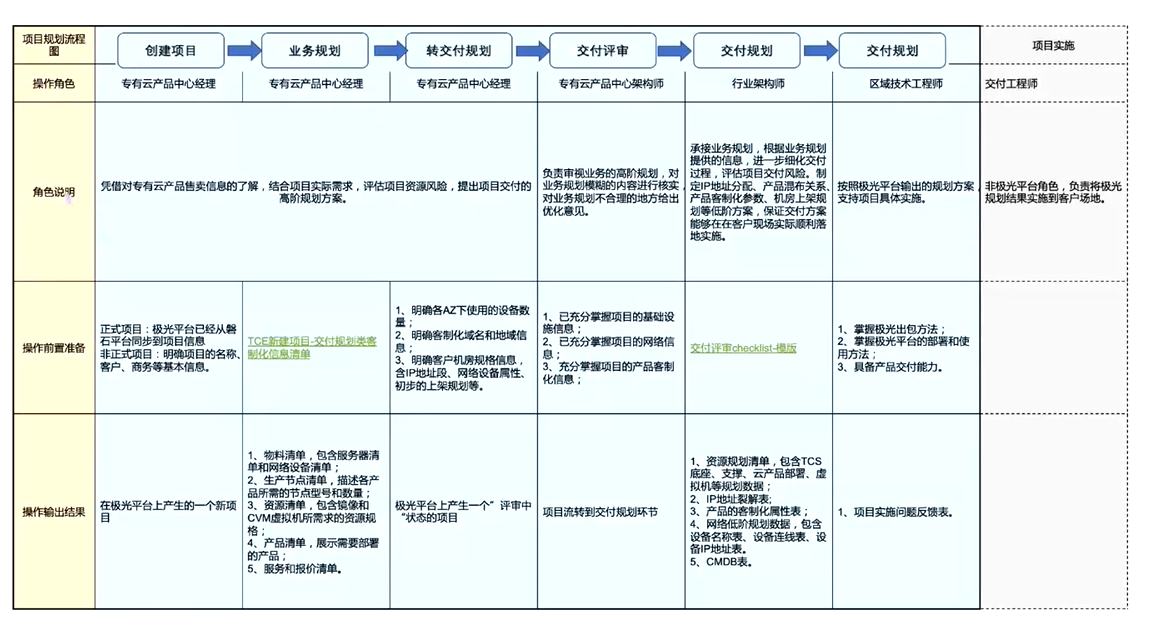 项目规划流程
图
创建项目
业务规划
转交付规划
交付评审
交付规划
交付规划
项目实施
操作角色
专有云产品中心经理
专有云产品中心经理
专有云产品中心经理
专有云产品中心架构师
行业架构师
区域技术工程师
交付工程师
角色说明
凭借对专有云产品售卖信息的了解，结合项目实际需求，评估项目资源风险，提出项目交付的
高阶规划方案。
负责审视业务的高阶规划，对
业务规划模糊的内容进行核实，
对业务规划不合理的地方给出
优化意见。
承接业务规划，根据业务规划
提供的信息，进一步细化交付
过程，评估项目交付风险。制
定IP地址分配、产品混布关系、
产品客制化参数、机房上架规
划等低阶方案，保证交付方案
能够在在客户现场实际顺利落
地实施。
按照极光平台输出的规划方案，
支持项目具体实施。
非极光平台角色，负责将极光
规划结果实施到客户场地。
操作前置准备
正式项目：极光平台已经从磐
石平台同步到项目信息
非正式项目：明确项目的名称、
客户、商务等基本信息。
TCE新建项目-交付规划类客
制化信息清单
1、明确各AZ下使用的设备数
量；
2、明确客制化域名和地域信
息；
3、明确客户机房规格信息，
含IP地址段、网络设备属性、
初步的上架规划等。
1、已充分掌握项目的基础设
施信息；
2、已充分掌握项目的网络信
息；
3、充分掌握项目的产品客制
化信息；
交付评审checklist-模版
1、掌握极光出包方法；
2、掌握极光平台的部署和使
用方法；
3、具备产品交付能力。
操作输出结果
在极光平台上产生的一个新项
目
1、物料清单，包含服务器清
单和网络设备清单；
2、生产节点清单，描述各产
品所需的节点型号和数量；
3、资源清单，包含镜像和
CVM虚拟机所需求的资源规
格；
4、产品清单，展示需要部署
的产品；
5、服务和报价清单。
极光平台上产生一个”评审中
“状态的项目
项目流转到交付规划环节
1、资源规划清单，包含TCS
底座、支撑、云产品部署、虚
拟机等规划数据；
2、IP地址裂解表；
3、产品的客制化属性表；
4、网络低阶规划数据，包含
设备名称表、设备连线表、设
备IP地址表。
5、CMDB表。
1、项目实施问题反馈表。